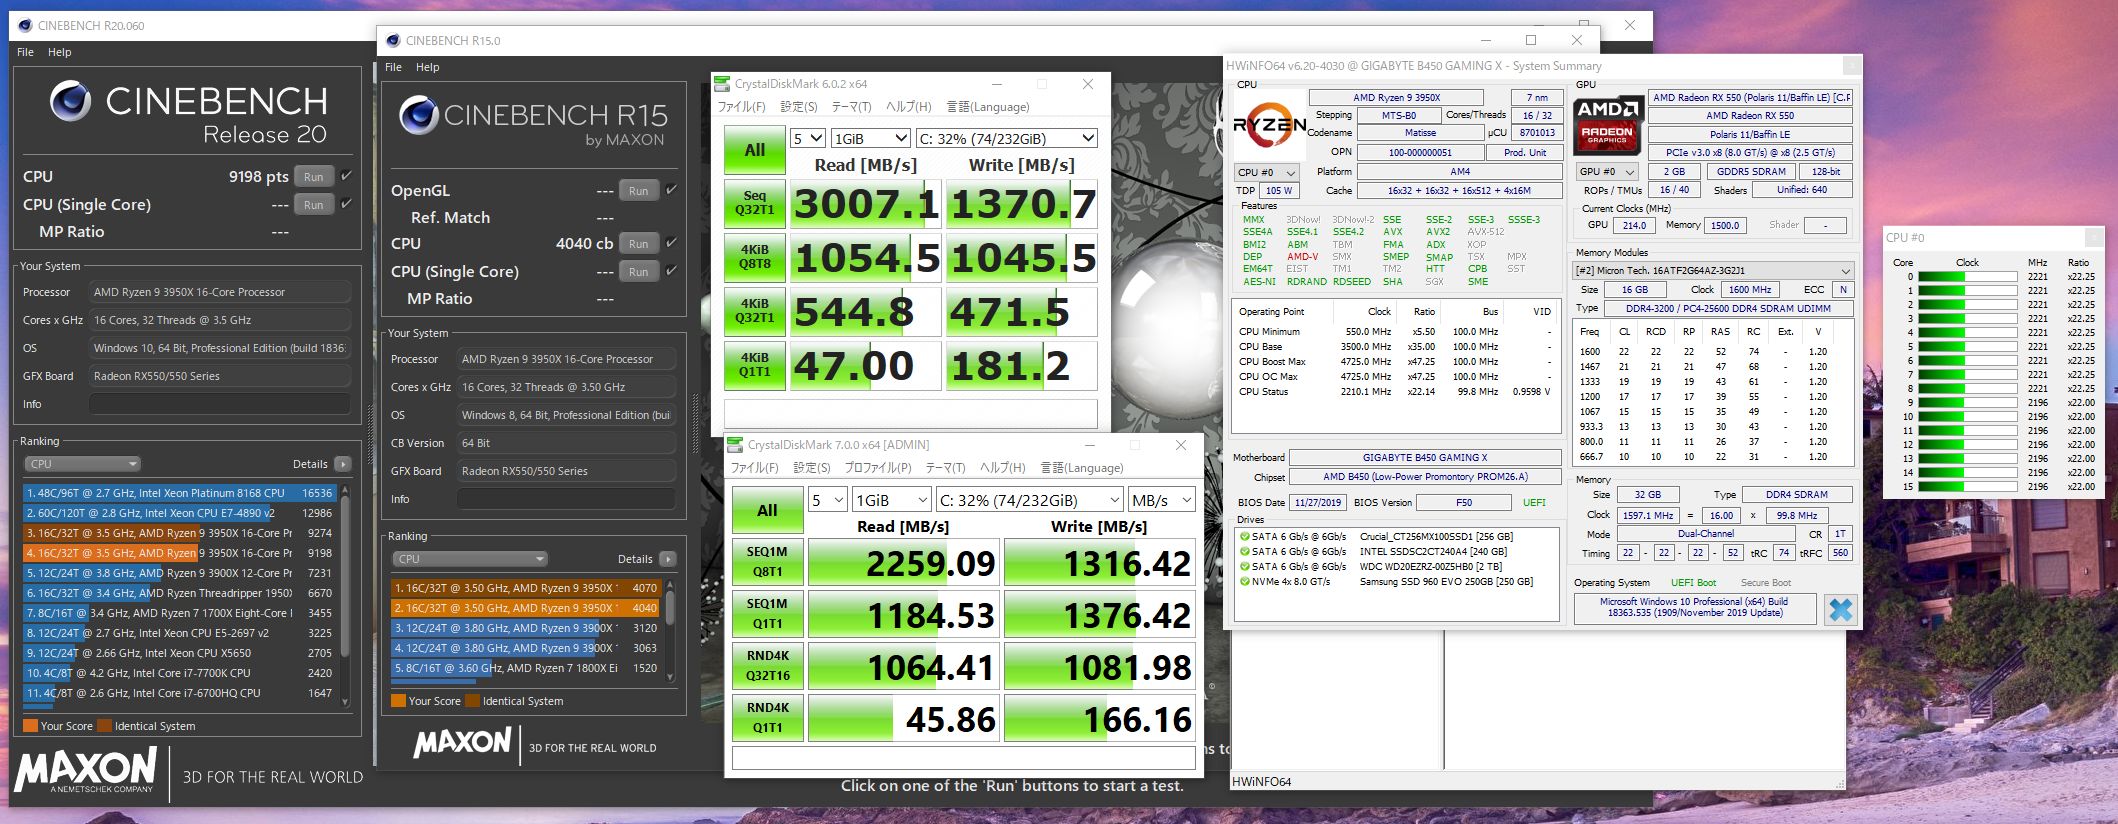 CINEBENCH R20.060
File Help
CINEBENCH
Release 20
CPU 9198 pts Run
CPU (Single Core) --- Run
MP Ratio ---
Your System
Processor AMD Ryzen 9 3950X 16-Core Processor
Cores x GHz 16 Cores, 32 Threads @ 3.5 GHz
OS Windows 10, 64 Bit, Professional Edition (build 18363
GFX Board Radeon RX550/550 Series
Info
Ranking
CPU Details
1. 48C/96T @ 2.7 GHz, Intel Xeon Platinum 8168 CPU 16536
2. 60C/120T @ 2.8 GHz, Intel Xeon CPU E7-4890 v2 12986
3. 16C/32T @ 3.5 GHz, AMD Ryzen 9 3950X 16-Core Pr 9274
4. 16C/32T @ 3.5 GHz, AMD Ryzen 9 3950X 16-Core Pr 9198
5. 12C/24T @ 3.8 GHz, AMD Ryzen 9 3900X 12-Core Pr 7231
6. 16C/32T @ 3.4 GHz, AMD Ryzen Threadripper 1950X 6670
7. 8C/16T @ 3.4 GHz, AMD Ryzen 7 1700X Eight-Core 3455
8. 12C/24T @ 2.7 GHz, Intel Xeon CPU E5-2697 v2 3225
9. 12C/24T @ 2.66 GHz, Intel Xeon CPU X5650 2705
10. 4C/8T @ 4.2 GHz, Intel Core i7-7700K CPU 2420
11. 4C/8T @ 2.6 GHz, Intel Core i7-6700HQ CPU 1647
Your Score Identical System
MAXON
A NEMETSCHEK COMPANY
3D FOR THE REAL WORLD
CINEBENCH R15.0
File Help
CINEBENCH R15
by MAXON
OpenGL --- Run
Ref. Match ---
CPU 4040 cb Run
CPU (Single Core) --- Run
MP Ratio ---
Your System
Processor AMD Ryzen 9 3950X 16-Core Processor
Cores x GHz 16 Cores, 32 Threads @ 3.50 GHz
OS Windows 8, 64 Bit, Professional Edition (bui
CB Version 64 Bit
GFX Board Radeon RX550/550 Series
Info
Ranking
CPU Details
1. 16C/32T @ 3.50 GHz, AMD Ryzen 9 3950X 4070
2. 16C/32T @ 3.50 GHz, AMD Ryzen 9 3950X 4040
3. 12C/24T @ 3.80 GHz, AMD Ryzen 9 3900X 3120
4. 12C/24T @ 3.80 GHz, AMD Ryzen 9 3900X 3063
5. 8C/16T @ 3.60 GHz, AMD Ryzen 7 1800X Ei 1520
Your Score Identical System
MAXON
3D FOR THE REAL WORLD
Click on one of the 'Run' buttons to start a test.
CrystalDiskMark 6.0.2 x64
ファイル(F) 設定(S) テーマ(T) ヘルプ(H) 言語(Language)
All 5 1GiB C: 32% (74/232GiB)
Read [MB/s] Write [MB/s]
Seq Q32T1 3007.1 1370.7
4KiB Q8T8 1054.5 1045.5
4KiB Q32T1 544.8 471.5
4KiB Q1T1 47.00 181.2
CrystalDiskMark 7.0.0 x64 [ADMIN]
ファイル(F) 設定(S) プロファイル(P) テーマ(T) ヘルプ(H) 言語(Language)
All 5 1GiB C: 32% (74/232GiB) MB/s
Read [MB/s] Write [MB/s]
SEQ1M Q8T1 2259.09 1316.42
SEQ1M Q1T1 1184.53 1376.42
RND4K Q32T16 1064.41 1081.98
RND4K Q1T1 45.86 166.16
HWiNFO64 v6.20-4030 @ GIGABYTE B450 GAMING X - System Summary
CPU
RYZEN
AMD Ryzen 9 3950X 7 nm
Stepping MTS-B0 Cores/Threads 16 / 32
Codename Matisse µCU 8701013
OPN 100-000000051 Prod. Unit
CPU #0 Platform AM4
TDP 105 W Cache 16x32 + 16x32 + 16x512 + 4x16M
Features
MMX 3DNow! 3DNow!-2 SSE SSE-2 SSE-3 SSSE-3
SSE4A SSE4.1 SSE4.2 AVX AVX2 AVX-512
BMI2 ABM TBM FMA ADX XOP
DEP AMD-V SMX SMEP SMAP TSX MPX
EM64T EIST TM1 TM2 HTT CPB SST
AES-NI RDRAND RDSEED SHA SGX SME
Operating Point Clock Ratio Bus VID
CPU Minimum 550.0 MHz x5.50 100.0 MHz -
CPU Base 3500.0 MHz x35.00 100.0 MHz -
CPU Boost Max 4725.0 MHz x47.25 100.0 MHz -
CPU OC Max 4725.0 MHz x47.25 100.0 MHz -
CPU Status 2210.1 MHz x22.14 99.8 MHz 0.9598 V
Motherboard GIGABYTE B450 GAMING X
Chipset AMD B450 (Low-Power Promontory PROM26.A)
BIOS Date 11/27/2019 BIOS Version F50 UEFI
Drives
SATA 6 Gb/s @ 6Gb/s Crucial_CT256MX100SSD1 [256 GB]
SATA 6 Gb/s @ 6Gb/s INTEL SSDSC2CT240A4 [240 GB]
SATA 6 Gb/s @ 6Gb/s WDC WD20EZRZ-00Z5HB0 [2 TB]
NVMe 4x 8.0 GT/s Samsung SSD 960 EVO 250GB [250 GB]
GPU
AMD RADEON GRAPHICS
AMD Radeon RX 550 (Polaris 11/Baffin LE) [C.F
AMD Radeon RX 550
Polaris 11/Baffin LE
PCIe v3.0 x8 (8.0 GT/s) @ x8 (2.5 GT/s)
GPU #0 2 GB GDDR5 SDRAM 128-bit
ROPs / TMUs 16 / 40 Shaders Unified: 640
Current Clocks (MHz)
GPU 214.0 Memory 1500.0 Shader -
Memory Modules
[#2] Micron Tech. 16ATF2G64AZ-3G2J1
Size 16 GB Clock 1600 MHz ECC N
Type DDR4-3200 / PC4-25600 DDR4 SDRAM UDIMM
Freq CL RCD RP RAS RC Ext. V
1600 22 22 22 52 74 - 1.20
1467 21 21 21 47 68 - 1.20
1333 19 19 19 43 61 - 1.20
1200 17 17 17 39 55 - 1.20
1067 15 15 15 35 49 - 1.20
933.3 13 13 13 30 43 - 1.20
800.0 11 11 11 26 37 - 1.20
666.7 10 10 10 22 31 - 1.20
Memory
Size 32 GB Type DDR4 SDRAM
Clock 1597.1 MHz = 16.00 x 99.8 MHz
Mode Dual-Channel CR 1T
Timing 22 - 22 - 22 - 52 tRC 74 tRFC 560
Operating System UEFI Boot Secure Boot
Microsoft Windows 10 Professional (x64) Build
18363.535 (1909/November 2019 Update)
HWiNFO64
CPU #0
Core Clock MHz Ratio
0 2221 x22.25
1 2221 x22.25
2 2221 x22.25
3 2221 x22.25
4 2221 x22.25
5 2221 x22.25
6 2221 x22.25
7 2221 x22.25
8 2221 x22.25
9 2196 x22.00
10 2196 x22.00
11 2196 x22.00
12 2196 x22.00
13 2196 x22.00
14 2196 x22.00
15 2196 x22.00